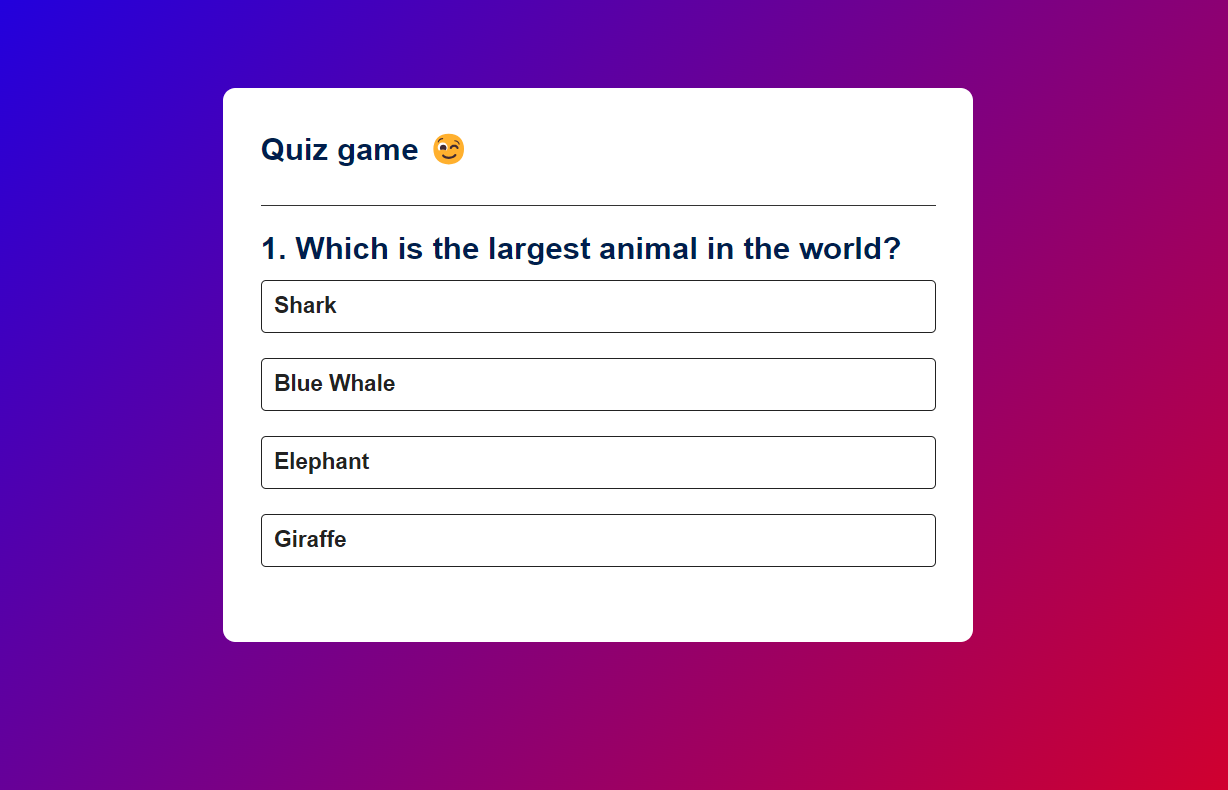 Quiz game 😉
1. Which is the largest animal in the world?
Shark
Blue Whale
Elephant
Giraffe